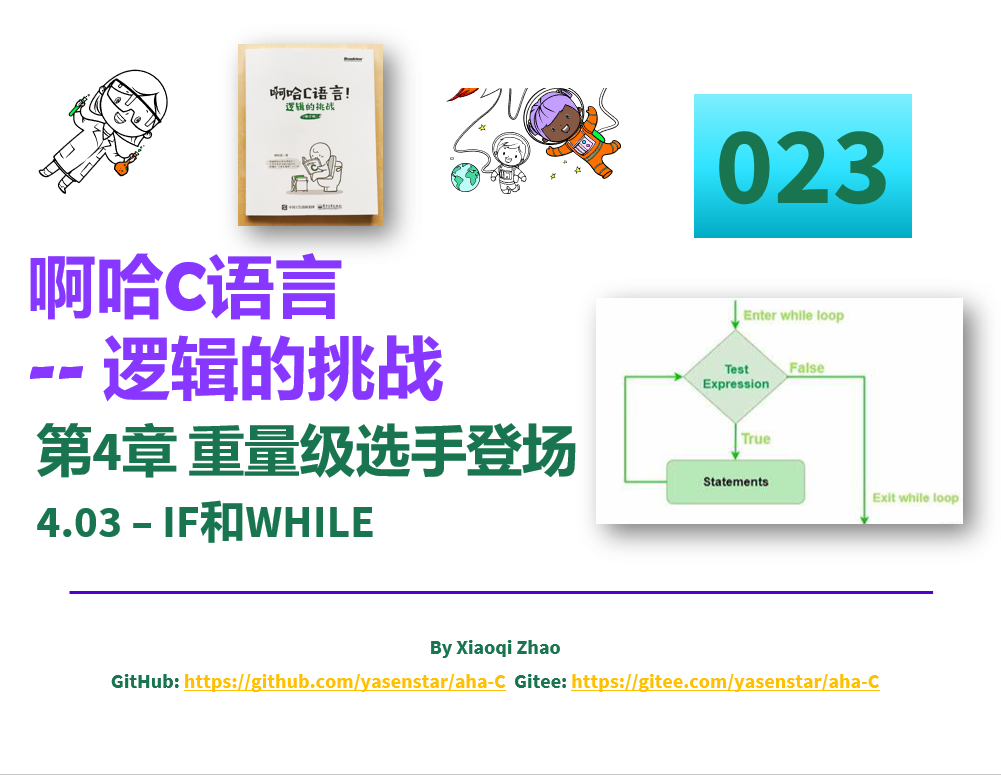 啊哈C语言!
逻辑的挑战
023
啊哈C语言
-- 逻辑的挑战
第4章 重量级选手登场
4.03 – IF和WHILE
Enter while loop
Test
Expression
False
True
Statements
Exit while loop
By Xiaoqi Zhao
GitHub: https://github.com/yasenstar/aha-C Gitee: https://gitee.com/yasenstar/aha-C